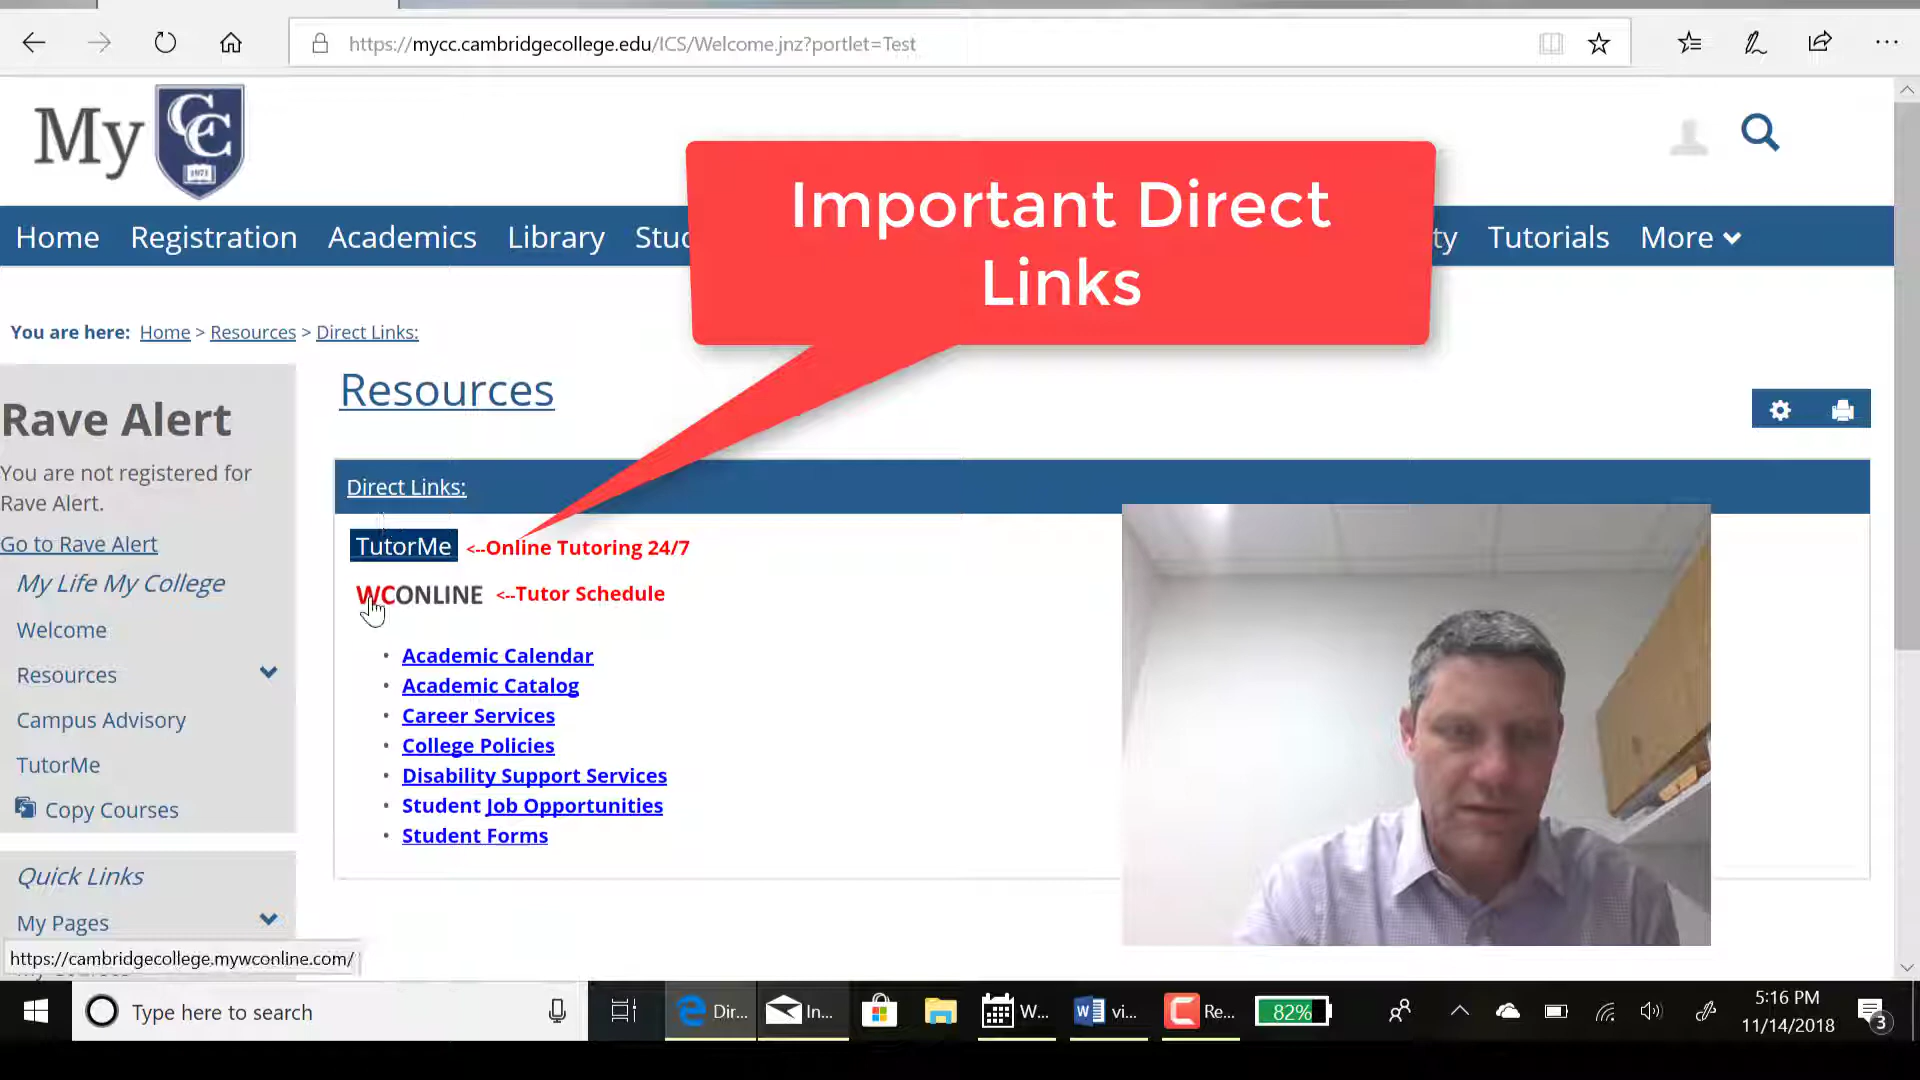 https://mycc.cambridgecollege.edu/ICS/Welcome.jnz?portlet=Test
My CC
1971
Important Direct
Links
Home Registration Academics Library Stu ty Tutorials More
You are here: Home > Resources > Direct Links:
Rave Alert
You are not registered for
Rave Alert.
Go to Rave Alert
My Life My College
Welcome
Resources
Campus Advisory
TutorMe
Copy Courses
Quick Links
My Pages
https://cambridgecollege.mywconline.com/
Resources
Direct Links:
TutorMe <--Online Tutoring 24/7
WCONLINE <--Tutor Schedule
• Academic Calendar
• Academic Catalog
• Career Services
• College Policies
• Disability Support Services
• Student Job Opportunities
• Student Forms
Type here to search
Dir...
In...
W...
vi...
Re...
82%
5:16 PM
11/14/2018
3